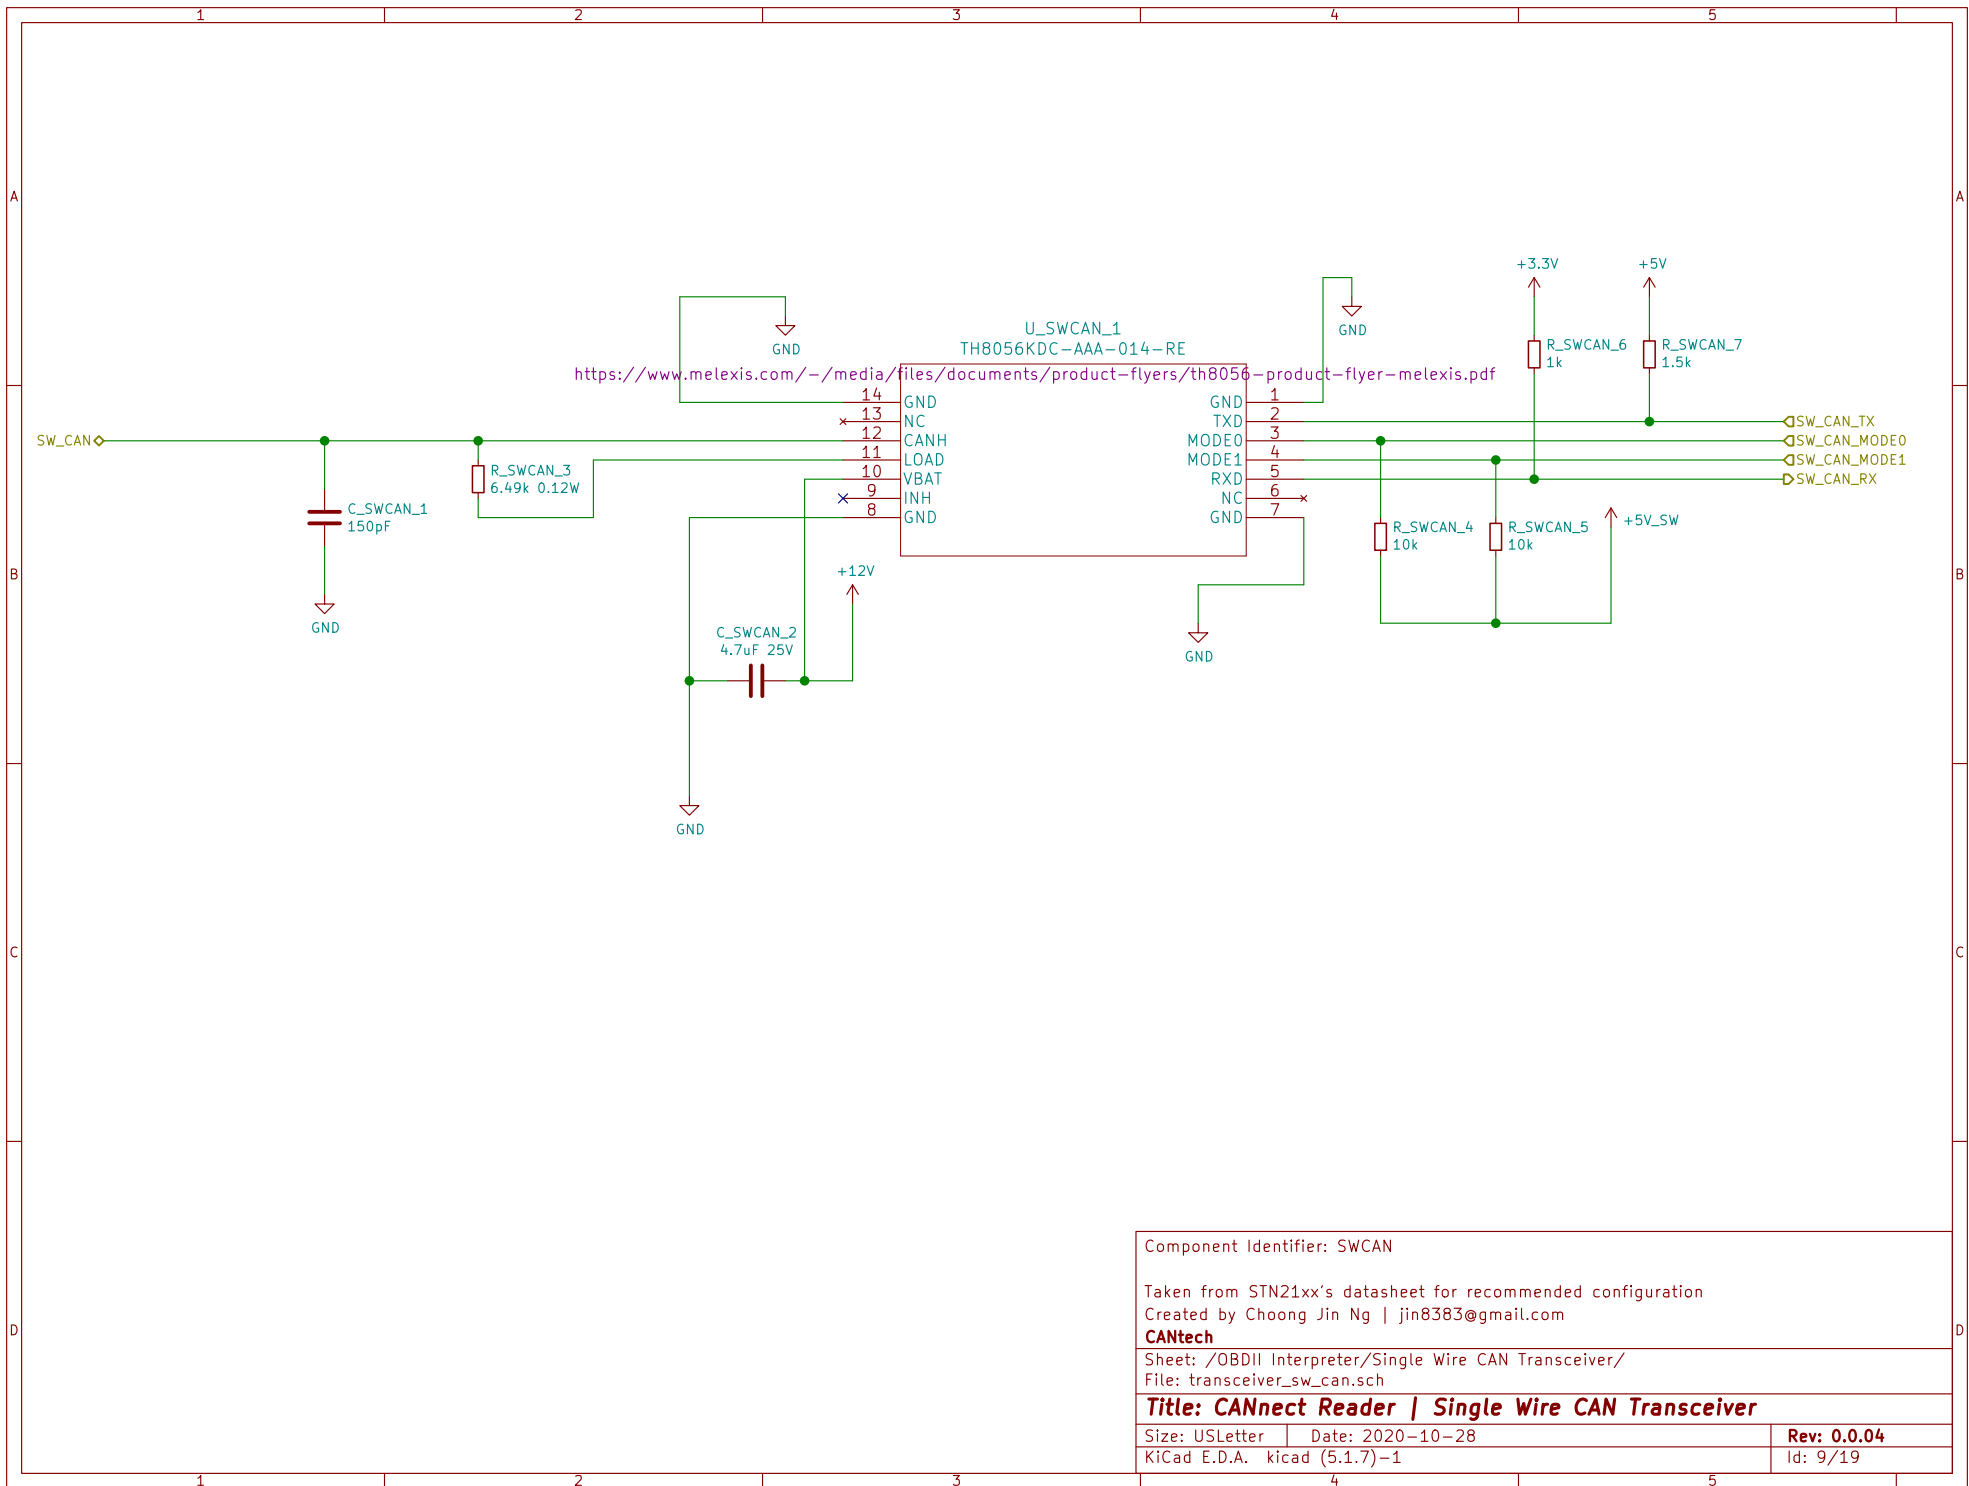 1 2 3 4 5
A A
+3.3V +5V
U_SWCAN_1
TH8056KDC-AAA-014-RE
GND
GND
R_SWCAN_6
1k
R_SWCAN_7
1.5k
https://www.melexis.com/-/media/files/documents/product-flyers/th8056-product-flyer-melexis.pdf
14 GND GND 1
13 NC TXD 2 SW_CAN_TX
SW_CAN 12 CANH MODE0 3 SW_CAN_MODE0
11 LOAD MODE1 4 SW_CAN_MODE1
10 VBAT RXD 5 SW_CAN_RX
9 INH NC 6
8 GND GND 7
R_SWCAN_3
6.49k 0.12W
C_SWCAN_1
150pF
GND
R_SWCAN_4
10k
R_SWCAN_5
10k
+5V_SW
B B
+12V
C_SWCAN_2
4.7uF 25V
GND
GND
C C
Component Identifier: SWCAN
Taken from STN21xx's datasheet for recommended configuration
Created by Choong Jin Ng | jin8383@gmail.com
CANtech
Sheet: /OBDII Interpreter/Single Wire CAN Transceiver/
File: transceiver_sw_can.sch
Title: CANnect Reader | Single Wire CAN Transceiver
Size: USLetter Date: 2020-10-28 Rev: 0.0.04
KiCad E.D.A. kicad (5.1.7)-1 Id: 9/19
D D
1 2 3 4 5